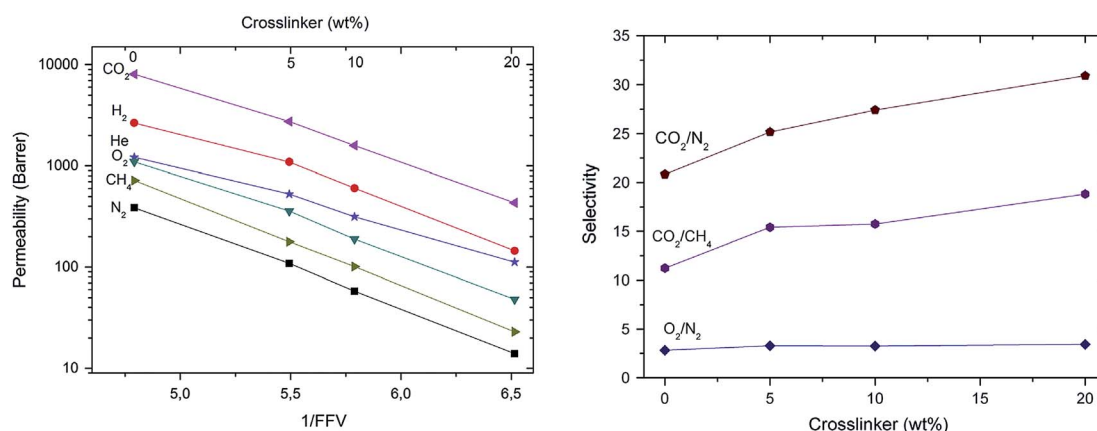 Crosslinker (wt%)
0 5 10 20
10000
1000
100
10
Permeability (Barrer)
CO2
H2
He
O2
CH4
N2
5,0 5,5 6,0 6,5
1/FFV
35
30
25
20
15
10
5
0
Selectivity
CO2/N2
CO2/CH4
O2/N2
0 5 10 15 20
Crosslinker (wt%)